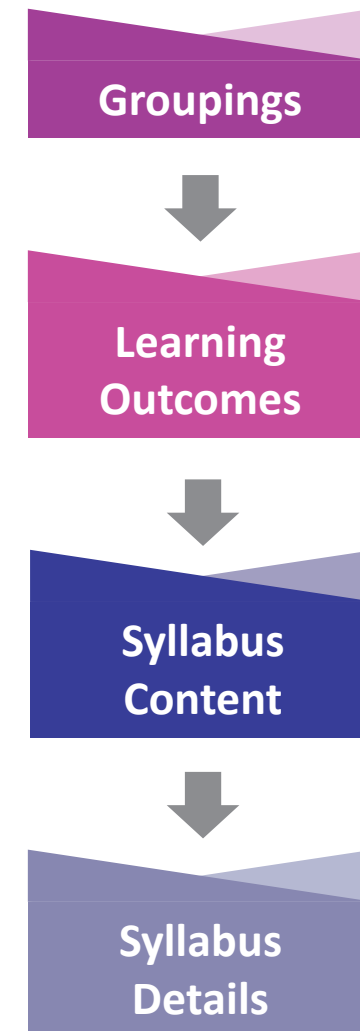 Groupings
Learning
Outcomes
Syllabus
Content
Syllabus
Details